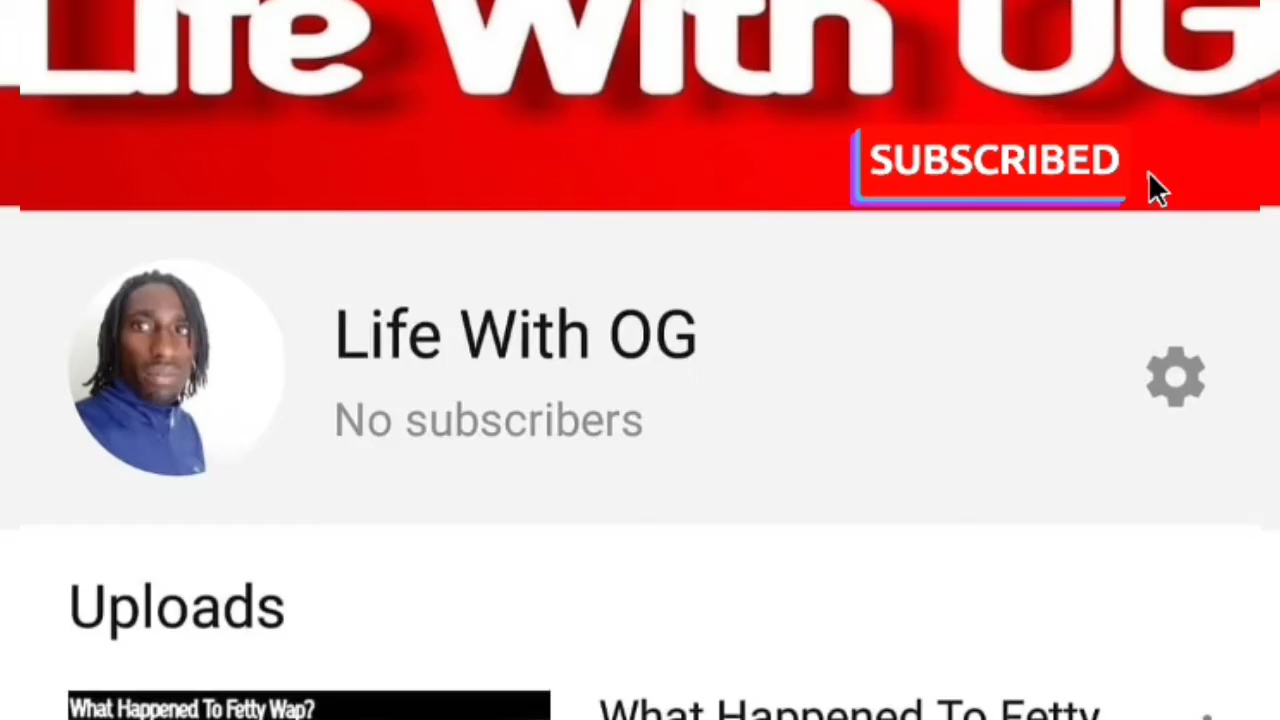 Life With OG
SUBSCRIBED
Life With OG
No subscribers
Uploads
What Happened To Fetty Wap?
What Happened To Fetty